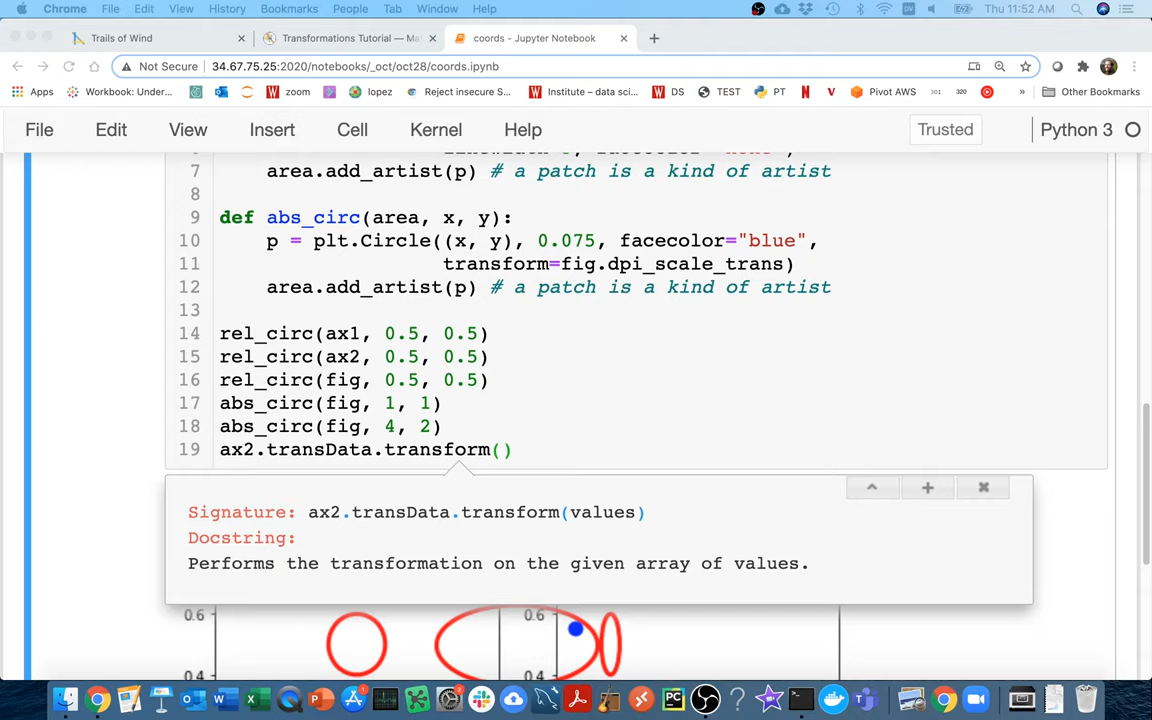 Chrome File Edit View History Bookmarks People Tab Window Help Thu 11:52 AM
Trails of Wind Transformations Tutorial — Ma coords - Jupyter Notebook
Not Secure 34.67.75.25:2020/notebooks/_oct/oct28/coords.ipynb
Apps Workbook: Under... zoom lopez Reject insecure S... Institute – data sci... DS TEST PT Pivot AWS Other Bookmarks
File Edit View Insert Cell Kernel Help Trusted Python 3
7 area.add_artist(p) # a patch is a kind of artist
8
9 def abs_circ(area, x, y):
10 p = plt.Circle((x, y), 0.075, facecolor="blue",
11 transform=fig.dpi_scale_trans)
12 area.add_artist(p) # a patch is a kind of artist
13
14 rel_circ(ax1, 0.5, 0.5)
15 rel_circ(ax2, 0.5, 0.5)
16 rel_circ(fig, 0.5, 0.5)
17 abs_circ(fig, 1, 1)
18 abs_circ(fig, 4, 2)
19 ax2.transData.transform()
Signature: ax2.transData.transform(values)
Docstring:
Performs the transformation on the given array of values.
0.6 0.6
0.4 0.4